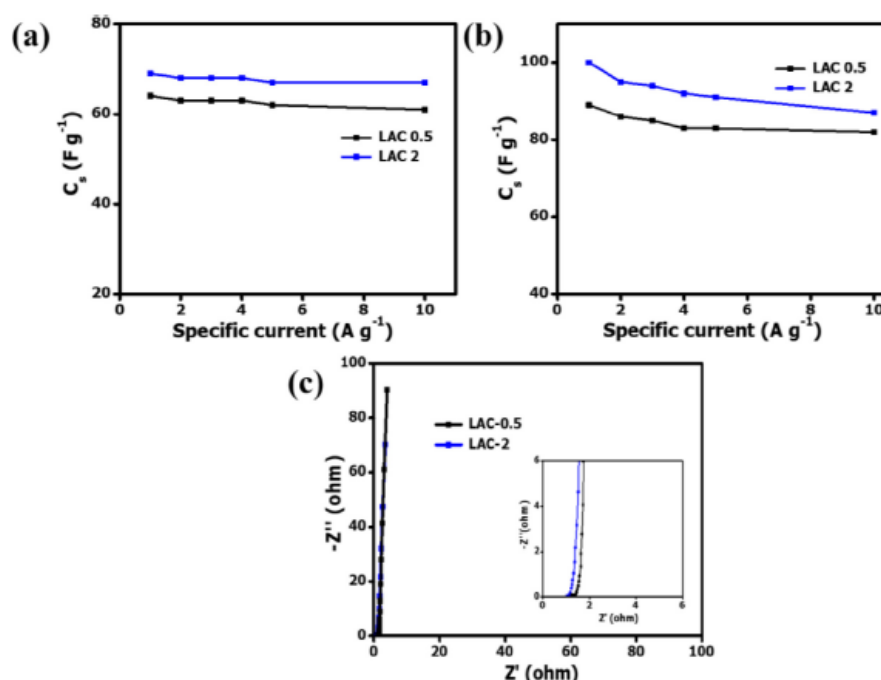 (a)
80
60
40
20
C_s (F g⁻¹)
LAC 0.5
LAC 2
0 2 4 6 8 10
Specific current (A g⁻¹)
(b)
100
80
60
40
C_s (F g⁻¹)
LAC 0.5
LAC 2
0 2 4 6 8 10
Specific current (A g⁻¹)
(c)
100
80
60
40
20
0
-Z'' (ohm)
LAC-0.5
LAC-2
6
4
2
0
-Z'' (ohm)
0 2 4 6
Z' (ohm)
0 20 40 60 80 100
Z' (ohm)